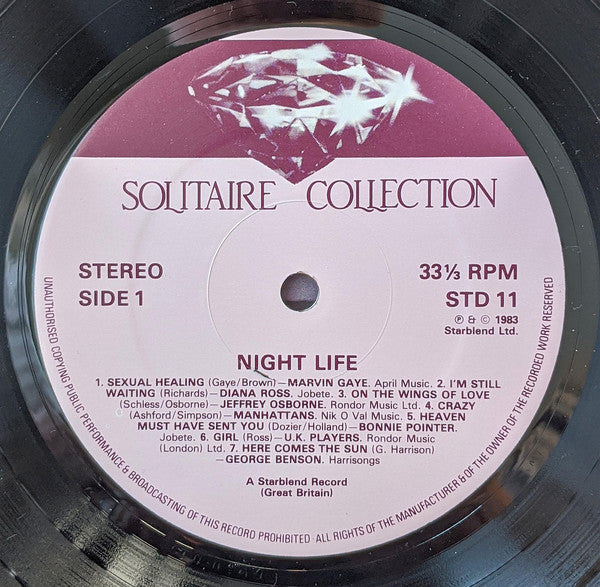 SOLITAIRE COLLECTION
STEREO
SIDE 1
33⅓ RPM
STD 11
℗ & © 1983
Starblend Ltd.
NIGHT LIFE
1. SEXUAL HEALING (Gaye/Brown)—MARVIN GAYE. April Music. 2. I'M STILL
WAITING (Richards)—DIANA ROSS. Jobete. 3. ON THE WINGS OF LOVE
(Schless/Osborne)—JEFFREY OSBORNE. Rondor Music Ltd. 4. CRAZY
(Ashford/Simpson)—MANHATTANS. Nik O Val Music. 5. HEAVEN
MUST HAVE SENT YOU (Dozier/Holland)—BONNIE POINTER.
Jobete. 6. GIRL (Ross)—U.K. PLAYERS. Rondor Music
(London) Ltd. 7. HERE COMES THE SUN (G. Harrison)
—GEORGE BENSON. Harrisongs
A Starblend Record
(Great Britain)
UNAUTHORISED COPYING PUBLIC PERFORMANCE & BROADCASTING OF THIS RECORD PROHIBITED. ALL RIGHTS OF THE MANUFACTURER & OF THE OWNER OF THE RECORDED WORK RESERVED